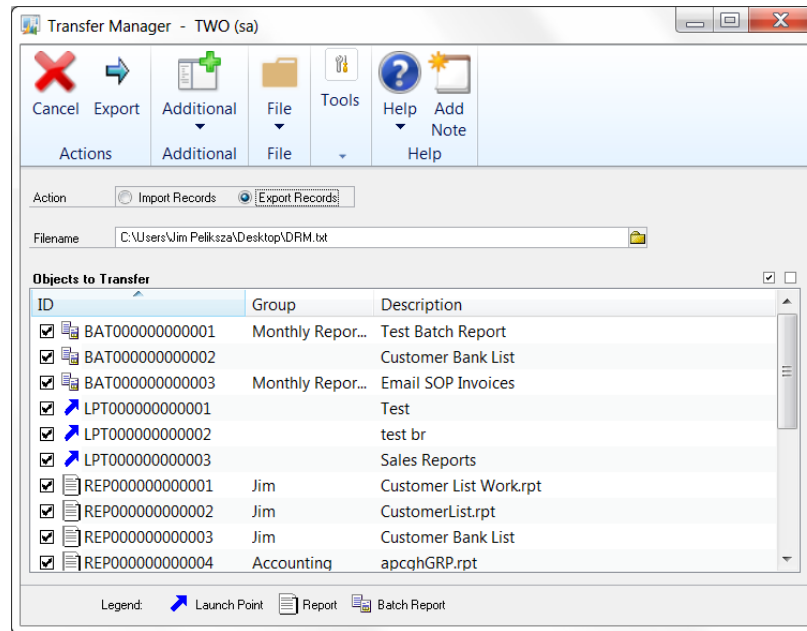 Transfer Manager - TWO (sa)
Cancel Export Additional File Tools Help Add Note
Actions Additional File Help
Action Import Records Export Records
Filename C:\Users\Jim Peliksza\Desktop\DRM.txt
Objects to Transfer
ID Group Description
BAT000000000001 Monthly Repor... Test Batch Report
BAT000000000002 Customer Bank List
BAT000000000003 Monthly Repor... Email SOP Invoices
LPT000000000001 Test
LPT000000000002 test br
LPT000000000003 Sales Reports
REP000000000001 Jim Customer List Work.rpt
REP000000000002 Jim CustomerList.rpt
REP000000000003 Jim Customer Bank List
REP000000000004 Accounting apcqhGRP.rpt
Legend: Launch Point Report Batch Report